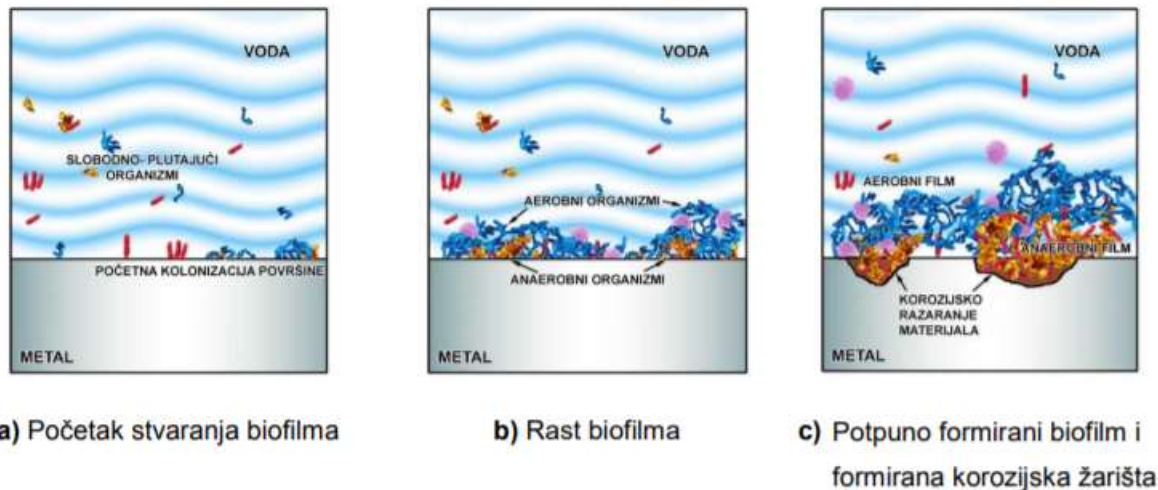 VODA
SLOBODNO- PLUTAJUĆI
ORGANIZMI
POČETNA KOLONIZACIJA POVRŠINE
METAL
a) Početak stvaranja biofilma
VODA
AEROBNI ORGANIZMI
ANAEROBNI ORGANIZMI
METAL
b) Rast biofilma
VODA
AEROBNI FILM
ANAEROBNI FILM
KOROZIJSKO
RAZARANJE
MATERIJALA
METAL
c) Potpuno formirani biofilm i
formirana korozijska žarišta